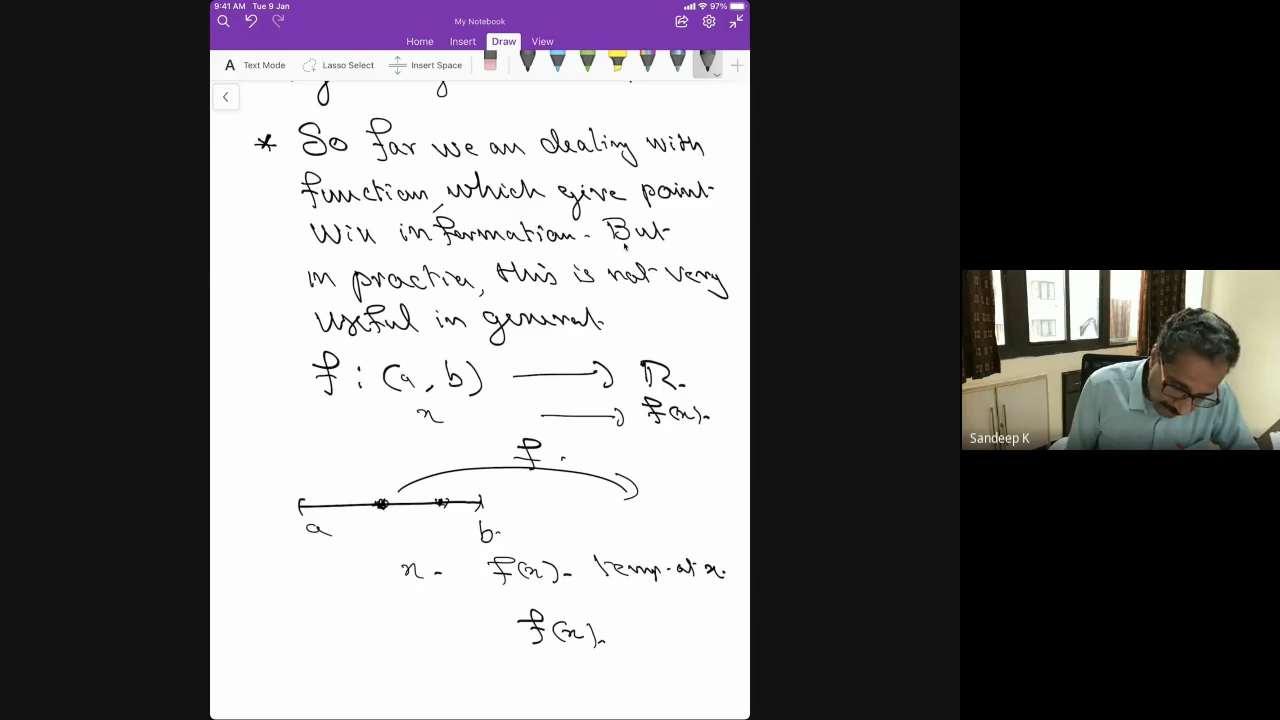 9:41 AM Tue 9 Jan
97%
My Notebook
Home Insert Draw View
A Text Mode Lasso Select Insert Space
* So far we are dealing with
function, which give point-
wise information. But
in practice, this is not very
useful in general.
f : (a, b) → R.
x → f(x).
f.
a b.
x. f(x). temp. at x.
f(x).
Sandeep K